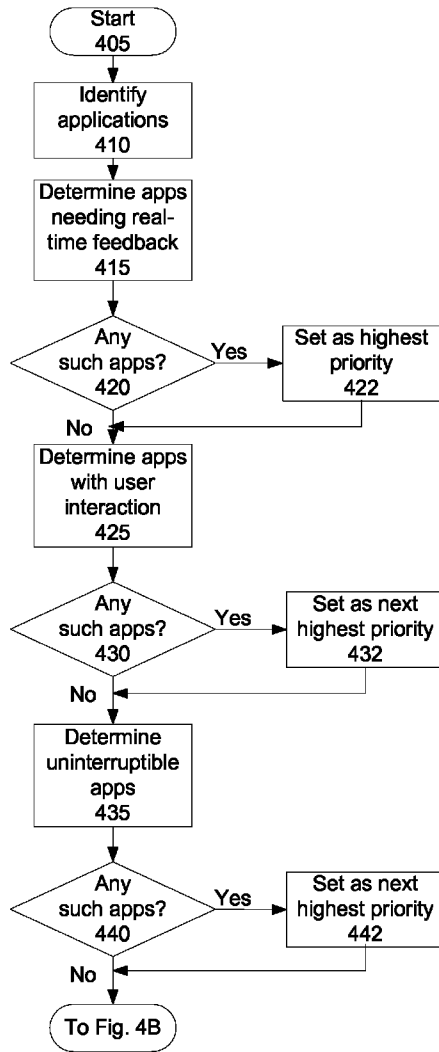 Start
405
Identify
applications
410
Determine apps
needing real-
time feedback
415
Any
such apps?
420
Yes
Set as highest
priority
422
No
Determine apps
with user
interaction
425
Any
such apps?
430
Yes
Set as next
highest priority
432
No
Determine
uninterruptible
apps
435
Any
such apps?
440
Yes
Set as next
highest priority
442
No
To Fig. 4B